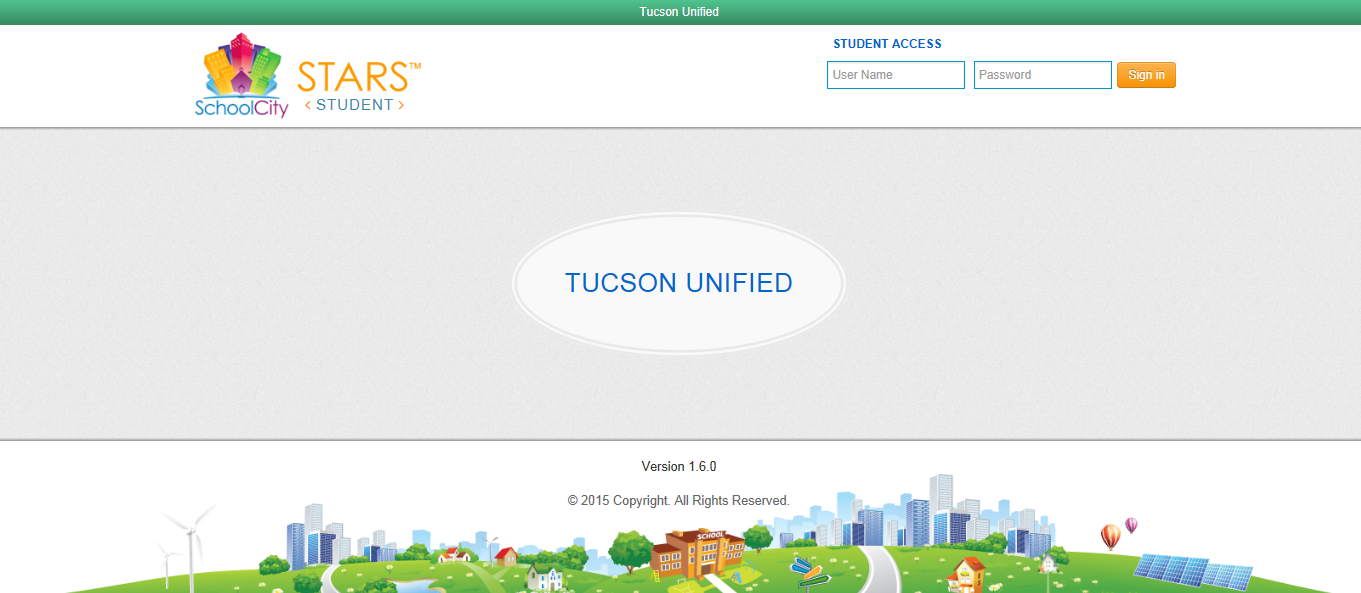 Tucson Unified
SchoolCity
STARS™
< STUDENT >
STUDENT ACCESS
User Name
Password
Sign in
TUCSON UNIFIED
Version 1.6.0
© 2015 Copyright. All Rights Reserved.
SCHOOL